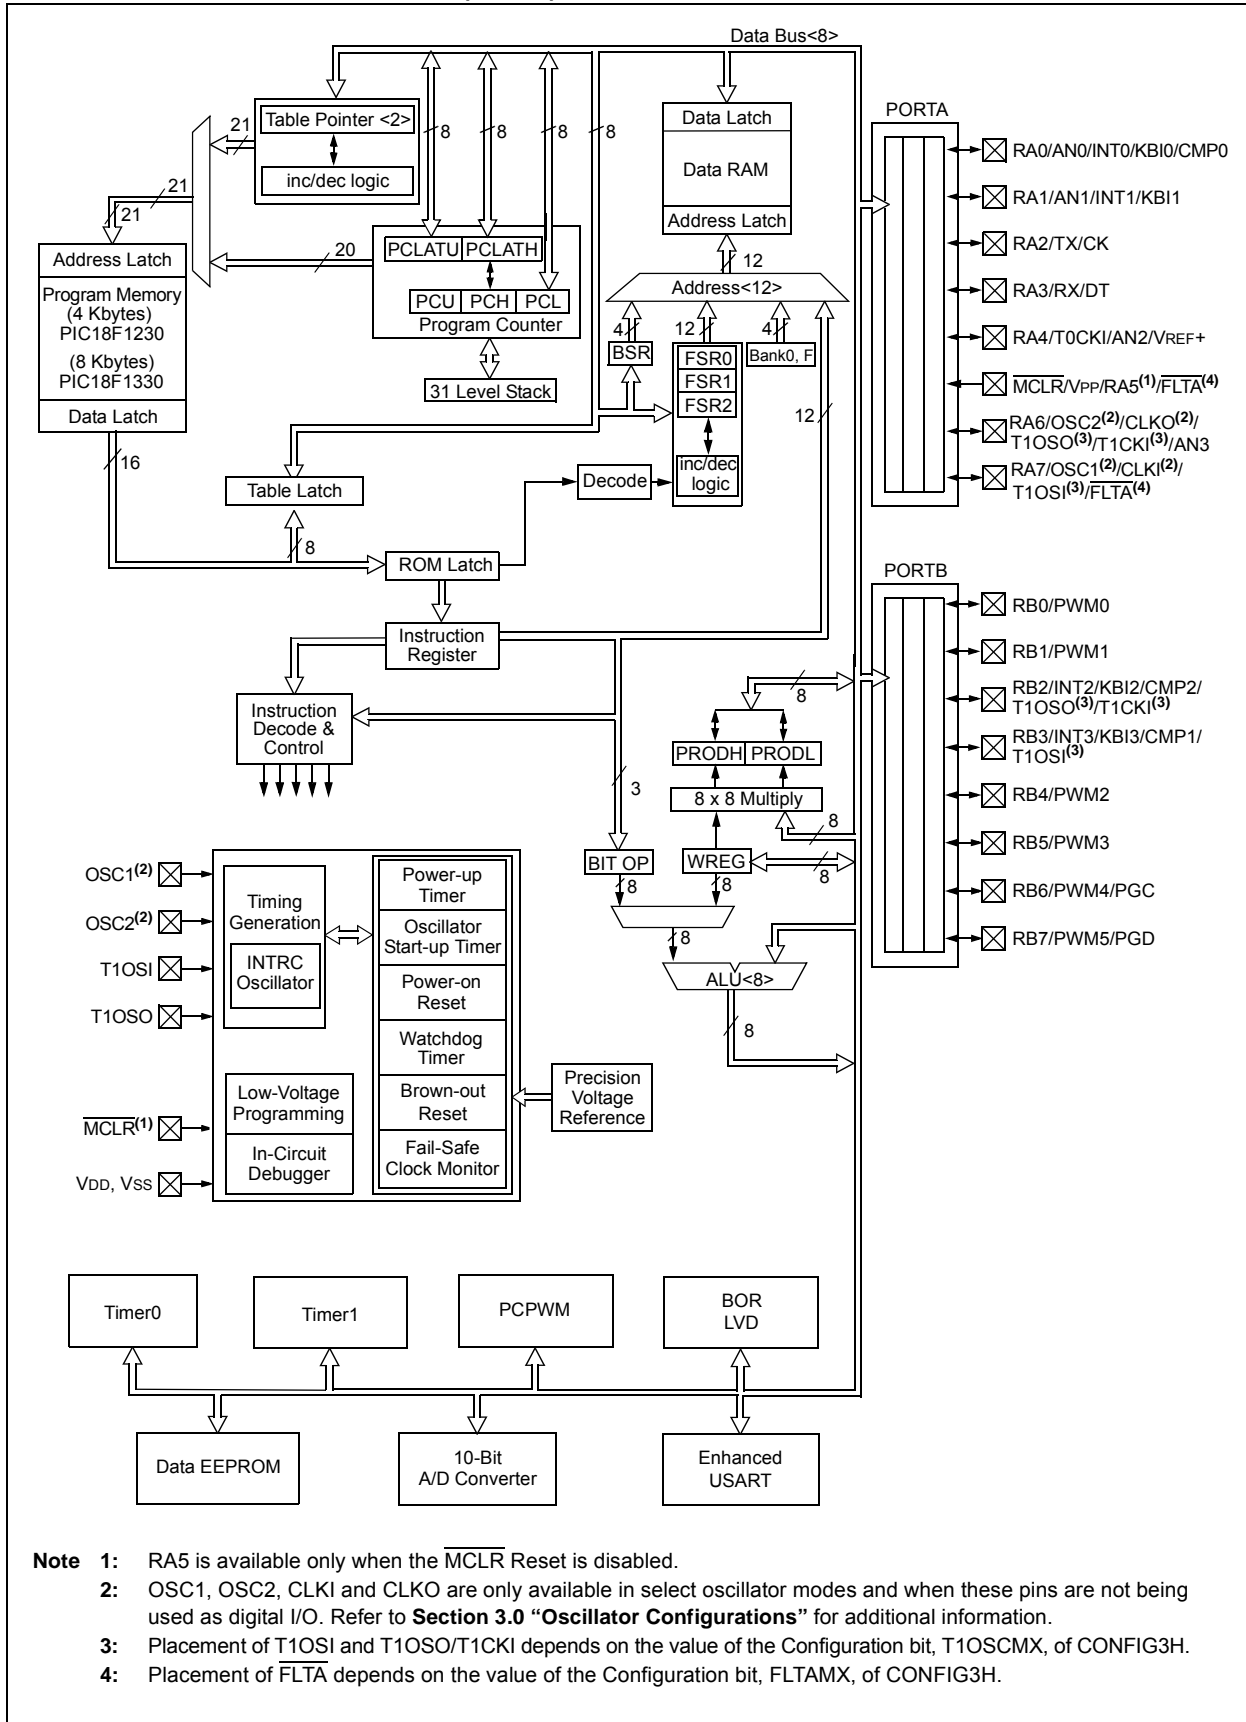 Data Bus<8>
Table Pointer <2>
inc/dec logic
21
8
8
8
8
Data Latch
Data RAM
Address Latch
21
21
20
12
Address Latch
Program Memory
(4 Kbytes)
PIC18F1230
(8 Kbytes)
PIC18F1330
Data Latch
16
PCLATU
PCLATH
PCU
PCH
PCL
Program Counter
31 Level Stack
Address<12>
4
12
4
BSR
FSR0
FSR1
FSR2
inc/dec
logic
Bank0, F
12
Table Latch
8
Decode
ROM Latch
Instruction
Register
Instruction
Decode &
Control
3
8
PRODH
PRODL
8 x 8 Multiply
8
BIT OP
WREG
8
8
8
8
ALU<8>
8
PORTA
RA0/AN0/INT0/KBI0/CMP0
RA1/AN1/INT1/KBI1
RA2/TX/CK
RA3/RX/DT
RA4/T0CKI/AN2/VREF+
MCLR/VPP/RA5(1)/FLTA(4)
RA6/OSC2(2)/CLKO(2)/
T1OSO(3)/T1CKI(3)/AN3
RA7/OSC1(2)/CLKI(2)/
T1OSI(3)/FLTA(4)
PORTB
RB0/PWM0
RB1/PWM1
RB2/INT2/KBI2/CMP2/
T1OSO(3)/T1CKI(3)
RB3/INT3/KBI3/CMP1/
T1OSI(3)
RB4/PWM2
RB5/PWM3
RB6/PWM4/PGC
RB7/PWM5/PGD
OSC1(2)
OSC2(2)
T1OSI
T1OSO
MCLR(1)
VDD, VSS
Timing
Generation
INTRC
Oscillator
Low-Voltage
Programming
In-Circuit
Debugger
Power-up
Timer
Oscillator
Start-up Timer
Power-on
Reset
Watchdog
Timer
Brown-out
Reset
Fail-Safe
Clock Monitor
Precision
Voltage
Reference
Timer0
Timer1
PCPWM
BOR
LVD
Data EEPROM
10-Bit
A/D Converter
Enhanced
USART
Note 1: RA5 is available only when the MCLR Reset is disabled.
2: OSC1, OSC2, CLKI and CLKO are only available in select oscillator modes and when these pins are not being
used as digital I/O. Refer to Section 3.0 “Oscillator Configurations” for additional information.
3: Placement of T1OSI and T1OSO/T1CKI depends on the value of the Configuration bit, T1OSCMX, of CONFIG3H.
4: Placement of FLTA depends on the value of the Configuration bit, FLTAMX, of CONFIG3H.